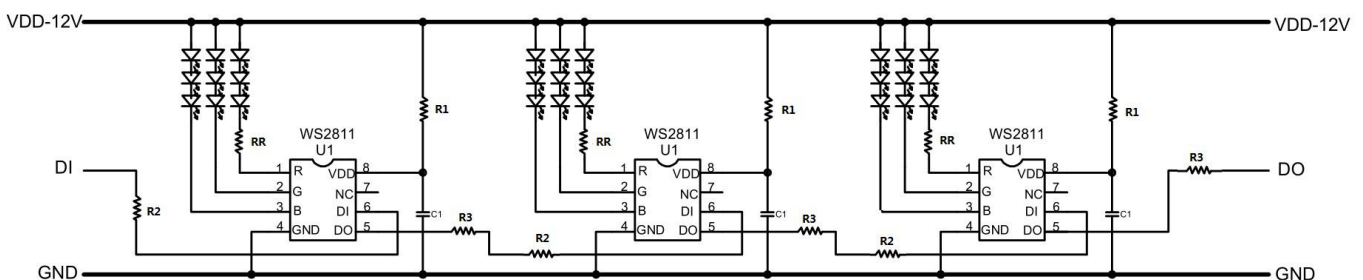 VDD-12V VDD-12V
R1 R1 R1
WS2811 WS2811 WS2811
RR U1 RR U1 RR U1
DI 1 R VDD 8 1 R VDD 8 1 R VDD 8 R3 DO
2 G NC 7 2 G NC 7 2 G NC 7
R2 3 B DI 6 C1 3 B DI 6 C1 3 B DI 6 C1
4 GND DO 5 R3 4 GND DO 5 R3 4 GND DO 5
R2 R2
GND GND